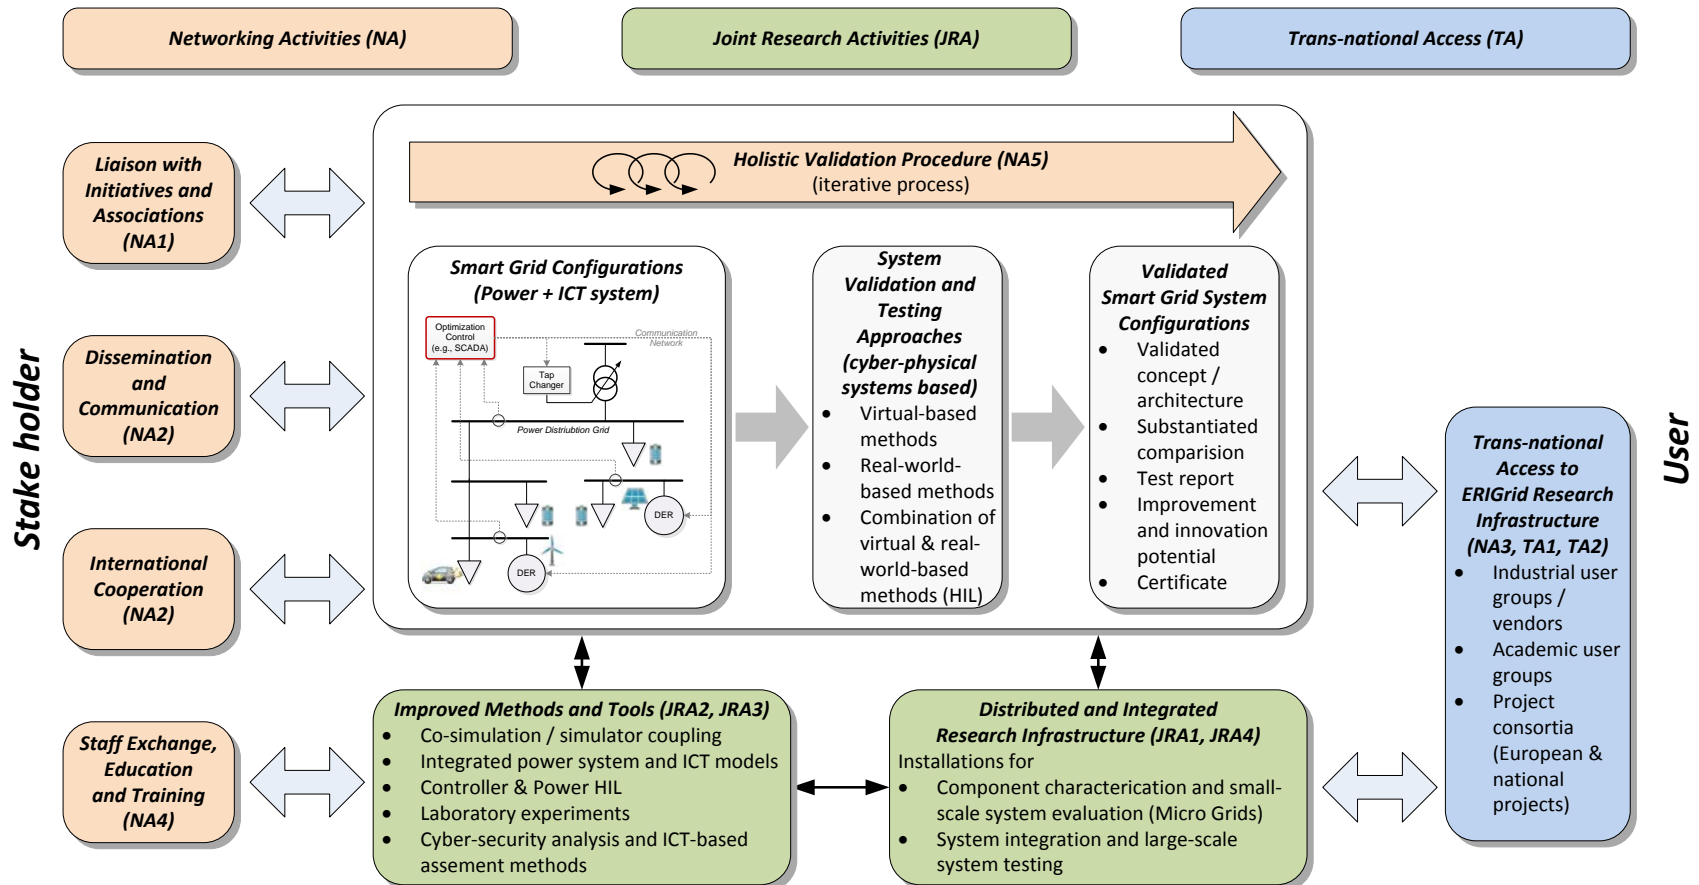 Networking Activities (NA)
Joint Research Activities (JRA)
Trans-national Access (TA)
Stake holder
Liaison with
Initiatives and
Associations
(NA1)
Dissemination
and
Communication
(NA2)
International
Cooperation
(NA2)
Staff Exchange,
Education
and Training
(NA4)
Holistic Validation Procedure (NA5)
(iterative process)
Smart Grid Configurations
(Power + ICT system)
Optimization
Control
(e.g., SCADA)
Communication
Network
Tap
Changer
Power Distriubtion Grid
DER
DER
System
Validation and
Testing
Approaches
(cyber-physical
systems based)
• Virtual-based
methods
• Real-world-
based methods
• Combination of
virtual & real-
world-based
methods (HIL)
Validated
Smart Grid System
Configurations
• Validated
concept /
architecture
• Substantiated
comparision
• Test report
• Improvement
and innovation
potential
• Certificate
Improved Methods and Tools (JRA2, JRA3)
• Co-simulation / simulator coupling
• Integrated power system and ICT models
• Controller & Power HIL
• Laboratory experiments
• Cyber-security analysis and ICT-based
assement methods
Distributed and Integrated
Research Infrastructure (JRA1, JRA4)
Installations for
• Component characterication and small-
scale system evaluation (Micro Grids)
• System integration and large-scale
system testing
Trans-national
Access to
ERIGrid Research
Infrastructure
(NA3, TA1, TA2)
• Industrial user
groups /
vendors
• Academic user
groups
• Project
consortia
(European &
national
projects)
User